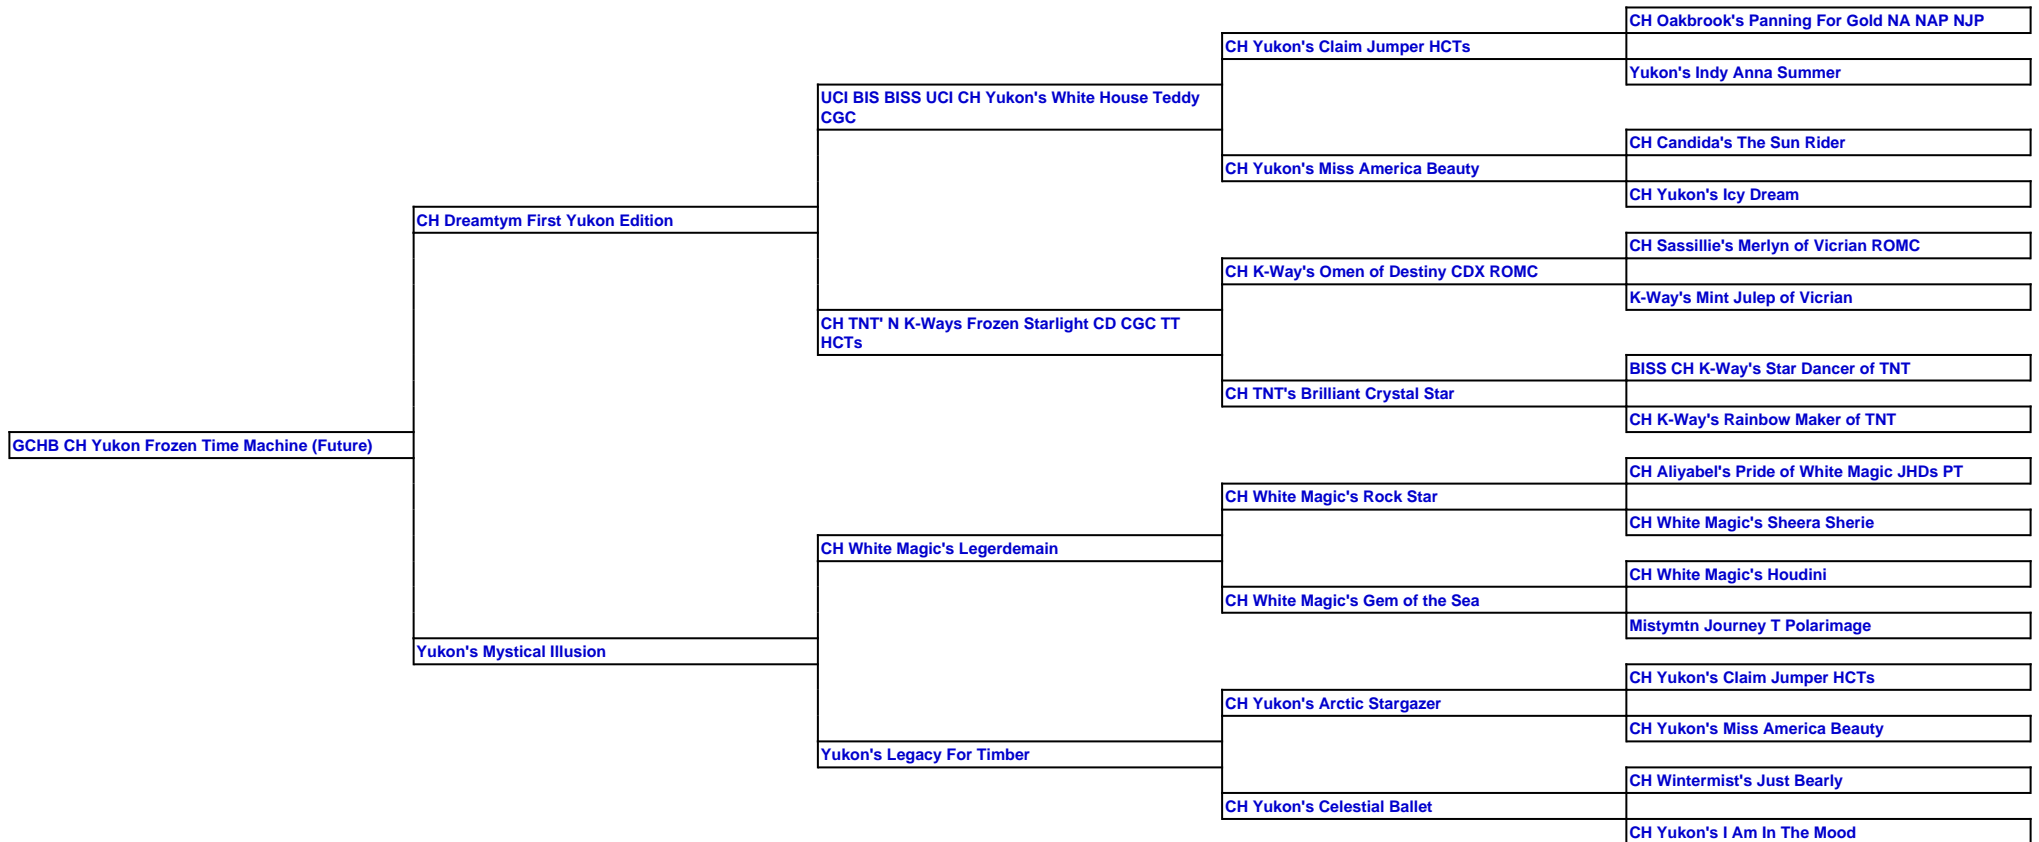 CH Oakbrook's Panning For Gold NA NAP NJP
CH Yukon's Claim Jumper HCTs
Yukon's Indy Anna Summer
UCI BIS BISS UCI CH Yukon's White House Teddy
CGC
CH Candida's The Sun Rider
CH Yukon's Miss America Beauty
CH Yukon's Icy Dream
CH Dreamtym First Yukon Edition
CH Sassillie's Merlyn of Vicrian ROMC
CH K-Way's Omen of Destiny CDX ROMC
K-Way's Mint Julep of Vicrian
CH TNT' N K-Ways Frozen Starlight CD CGC TT
HCTs
BISS CH K-Way's Star Dancer of TNT
CH TNT's Brilliant Crystal Star
CH K-Way's Rainbow Maker of TNT
GCHB CH Yukon Frozen Time Machine (Future)
CH Aliyabel's Pride of White Magic JHDs PT
CH White Magic's Rock Star
CH White Magic's Sheera Sherie
CH White Magic's Legerdemain
CH White Magic's Houdini
CH White Magic's Gem of the Sea
Mistymtn Journey T Polarimage
Yukon's Mystical Illusion
CH Yukon's Claim Jumper HCTs
CH Yukon's Arctic Stargazer
CH Yukon's Miss America Beauty
Yukon's Legacy For Timber
CH Wintermist's Just Bearly
CH Yukon's Celestial Ballet
CH Yukon's I Am In The Mood